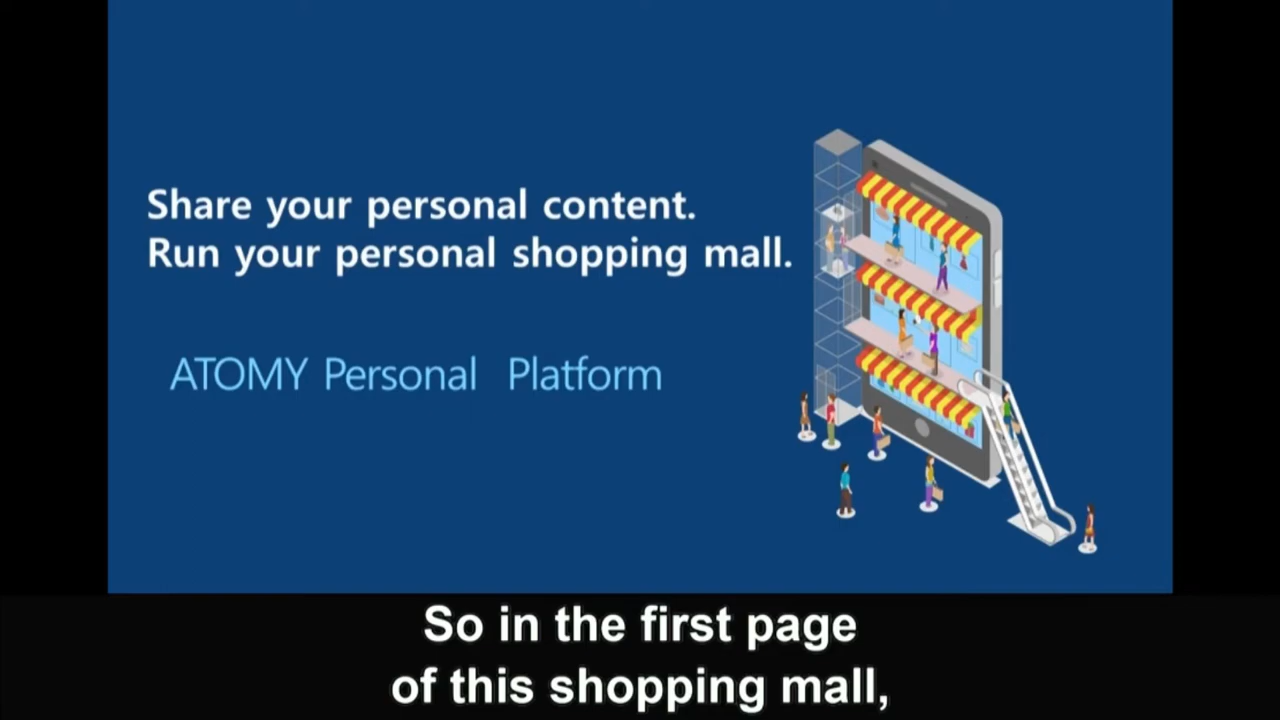 Share your personal content.
Run your personal shopping mall.
ATOMY Personal Platform
So in the first page
of this shopping mall,